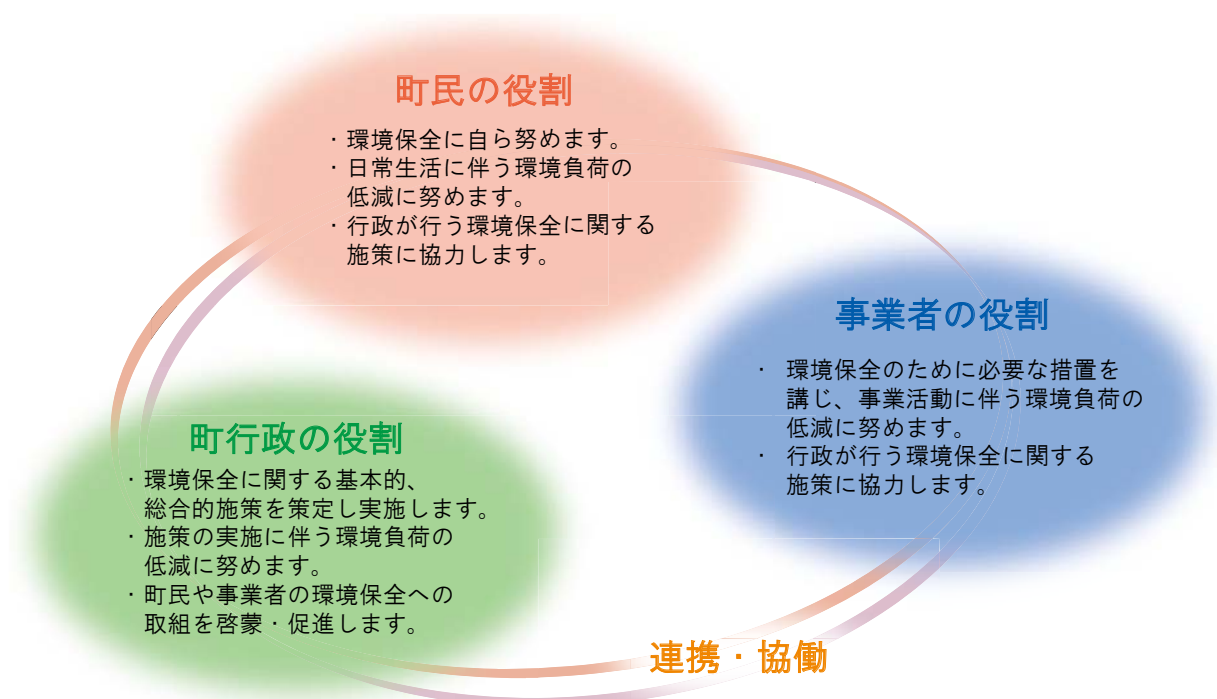 町民の役割
・環境保全に自ら努めます。
・日常生活に伴う環境負荷の
低減に努めます。
・行政が行う環境保全に関する
施策に協力します。
事業者の役割
・ 環境保全のために必要な措置を
講じ、事業活動に伴う環境負荷の
低減に努めます。
・ 行政が行う環境保全に関する
施策に協力します。
町行政の役割
・環境保全に関する基本的、
総合的施策を策定し実施します。
・施策の実施に伴う環境負荷の
低減に努めます。
・町民や事業者の環境保全への
取組を啓蒙・促進します。
連携・協働